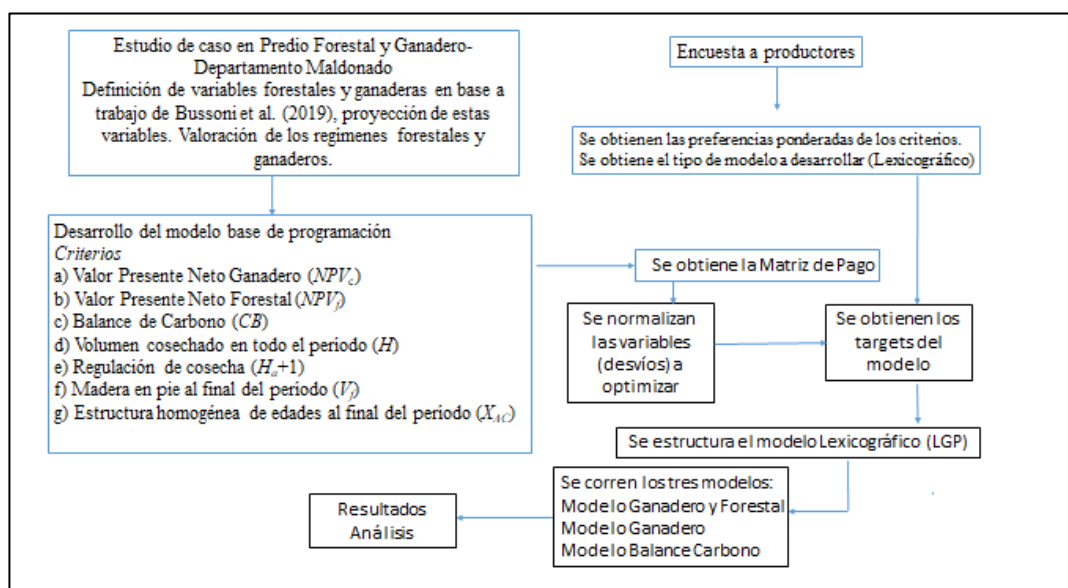 Estudio de caso en Predio Forestal y Ganadero-
Departamento Maldonado
Definición de variables forestales y ganaderas en base a
trabajo de Bussoni et al. (2019), proyección de estas
variables. Valoración de los regimenes forestales y
ganaderos.
Encuesta a productores
Se obtienen las preferencias ponderadas de los criterios.
Se obtiene el tipo de modelo a desarrollar (Lexicográfico)
Desarrollo del modelo base de programación
Criterios
a) Valor Presente Neto Ganadero (NPVc)
b) Valor Presente Neto Forestal (NPVf)
c) Balance de Carbono (CB)
d) Volumen cosechado en todo el periodo (H)
e) Regulación de cosecha (Ha+1)
f) Madera en pie al final del periodo (Vf)
g) Estructura homogénea de edades al final del periodo (XAC)
Se obtiene la Matriz de Pago
Se normalizan
las variables
(desvíos) a
optimizar
Se obtienen los
targets del
modelo
Se estructura el modelo Lexicográfico (LGP)
Se corren los tres modelos:
Modelo Ganadero y Forestal
Modelo Ganadero
Modelo Balance Carbono
Resultados
Análisis